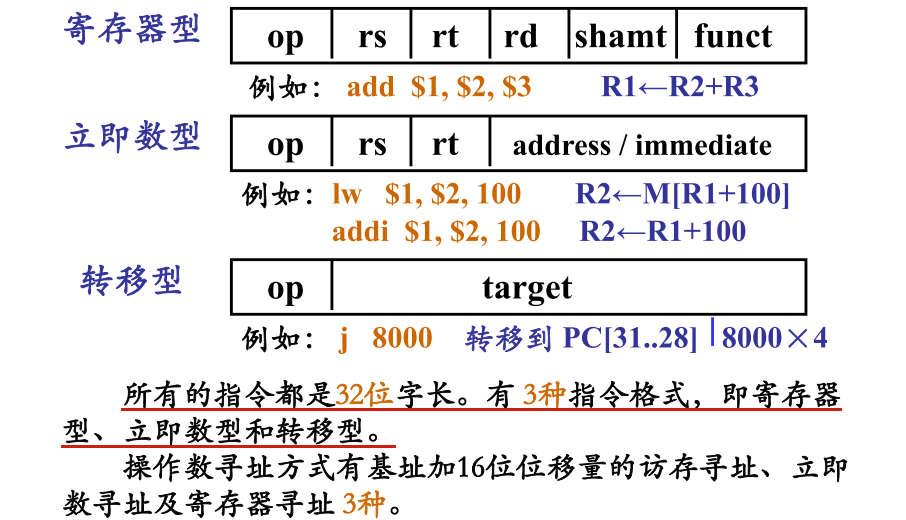 寄存器型 op rs rt rd shamt funct
例如： add $1, $2, $3 R1←R2+R3
立即数型 op rs rt address / immediate
例如：lw $1, $2, 100 R2←M[R1+100]
addi $1, $2, 100 R2←R1+100
转移型 op target
例如： j 8000 转移到 PC[31..28] | 8000×4
所有的指令都是32位字长。有 3种指令格式，即寄存器
型、立即数型和转移型。
操作数寻址方式有基址加16位位移量的访存寻址、立即
数寻址及寄存器寻址 3种。